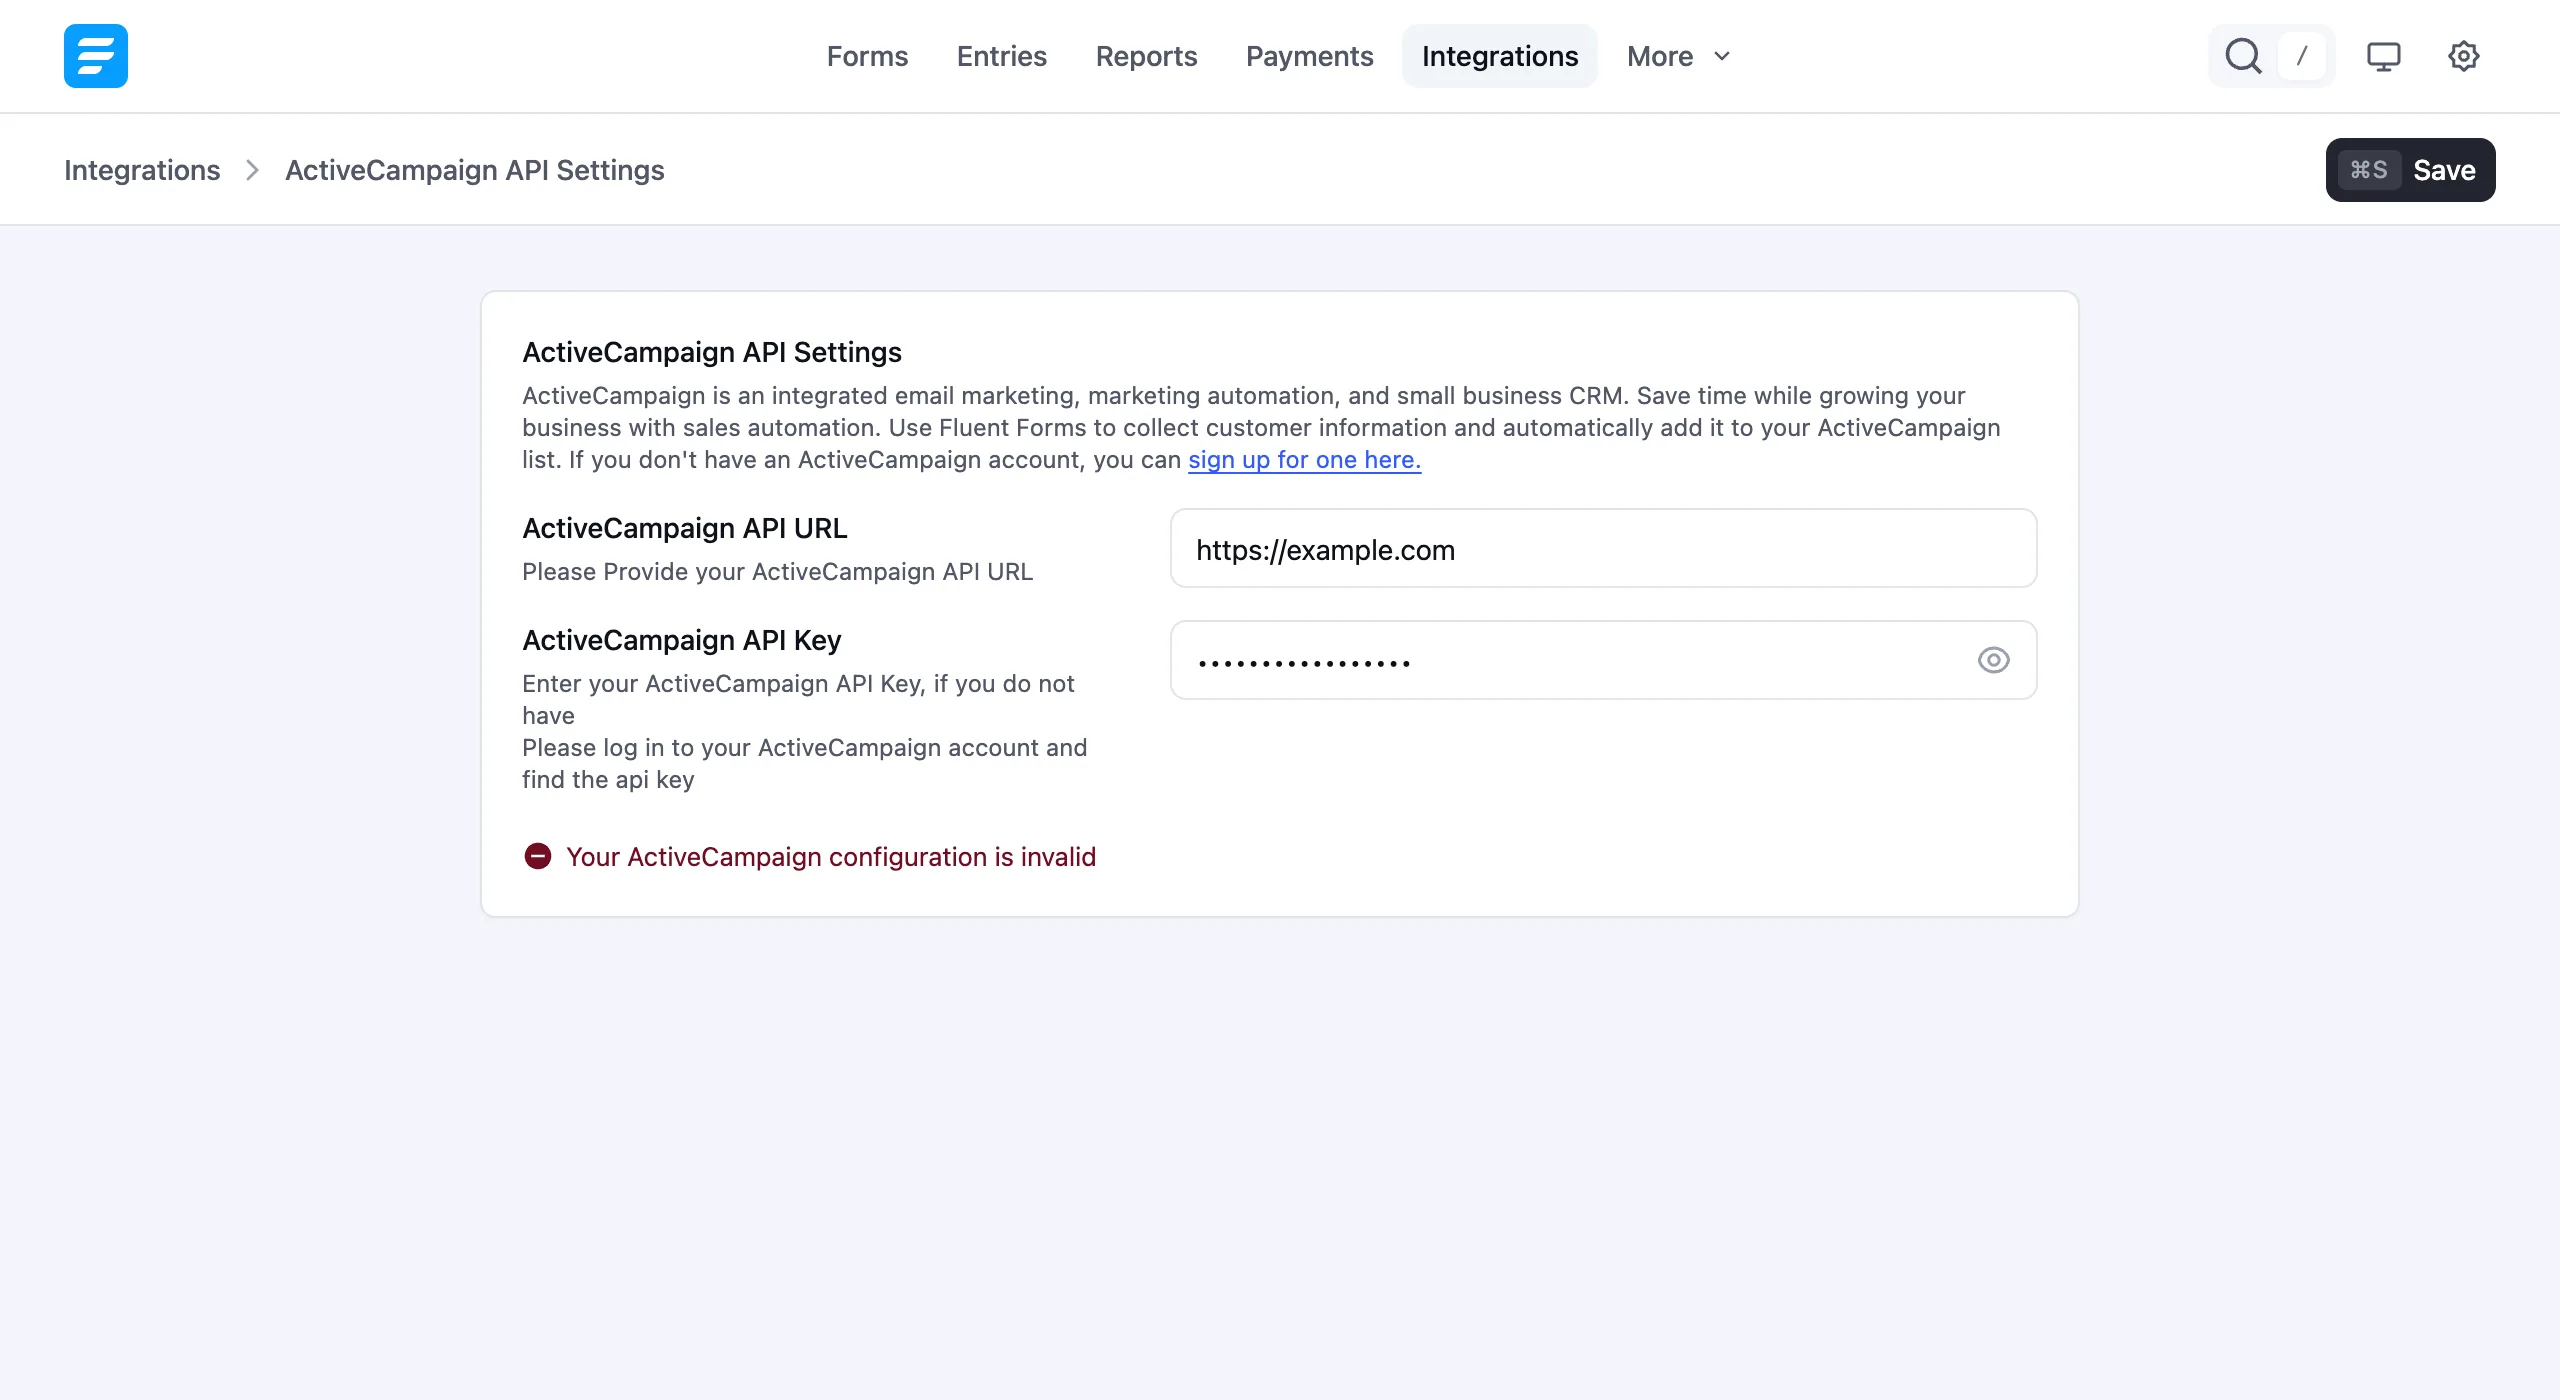 Forms Entries Reports Payments Integrations More /
Integrations ActiveCampaign API Settings ⌘S Save
ActiveCampaign API Settings
ActiveCampaign is an integrated email marketing, marketing automation, and small business CRM. Save time while growing your
business with sales automation. Use Fluent Forms to collect customer information and automatically add it to your ActiveCampaign
list. If you don't have an ActiveCampaign account, you can sign up for one here.
ActiveCampaign API URL
Please Provide your ActiveCampaign API URL
https://example.com
ActiveCampaign API Key
Enter your ActiveCampaign API Key, if you do not
have
Please log in to your ActiveCampaign account and
find the api key
•••••••••••••••••
Your ActiveCampaign configuration is invalid